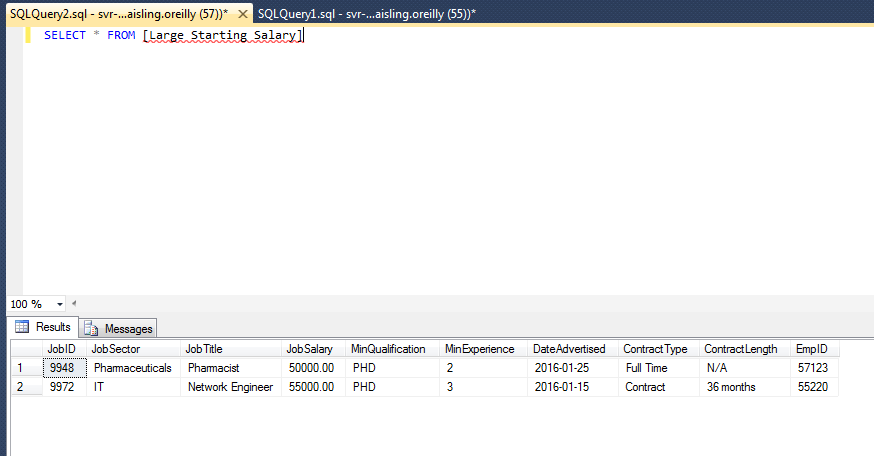 SQLQuery2.sql - svr-...aisling.oreilly (57))* SQLQuery1.sql - svr-...aisling.oreilly (55))*
SELECT * FROM [Large Starting Salary]
100 %
Results Messages
JobID JobSector JobTitle JobSalary MinQualification MinExperience DateAdvertised ContractType ContractLength EmpID
1 9948 Pharmaceuticals Pharmacist 50000.00 PHD 2 2016-01-25 Full Time N/A 57123
2 9972 IT Network Engineer 55000.00 PHD 3 2016-01-15 Contract 36 months 55220